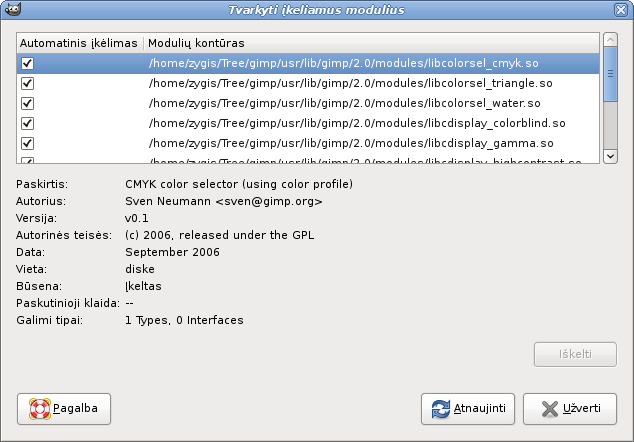 Tvarkyti įkeliamus modulius
Automatinis įkėlimas Modulių kontūras
/home/zygis/Tree/gimp/usr/lib/gimp/2.0/modules/libcolorsel_cmyk.so
/home/zygis/Tree/gimp/usr/lib/gimp/2.0/modules/libcolorsel_triangle.so
/home/zygis/Tree/gimp/usr/lib/gimp/2.0/modules/libcolorsel_water.so
/home/zygis/Tree/gimp/usr/lib/gimp/2.0/modules/libcdisplay_colorblind.so
/home/zygis/Tree/gimp/usr/lib/gimp/2.0/modules/libcdisplay_gamma.so
/home/zygis/Tree/gimp/usr/lib/gimp/2.0/modules/libcdisplay_highcontrast.so
Paskirtis: CMYK color selector (using color profile)
Autorius: Sven Neumann <sven@gimp.org>
Versija: v0.1
Autorinės teisės: (c) 2006, released under the GPL
Data: September 2006
Vieta: diske
Būsena: Įkeltas
Paskutinioji klaida: --
Galimi tipai: 1 Types, 0 Interfaces
Iškelti
Pagalba Atnaujinti Užverti